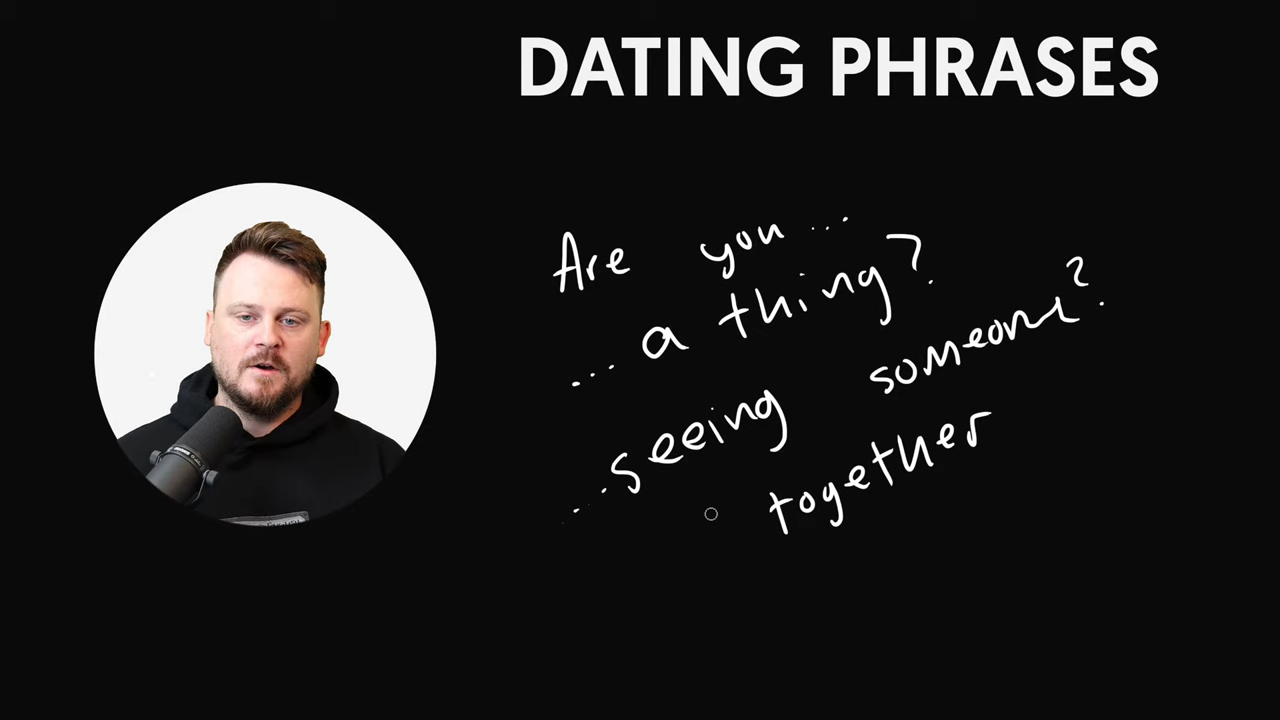 DATING PHRASES
Are you...
...a thing?
...seeing someone?
together